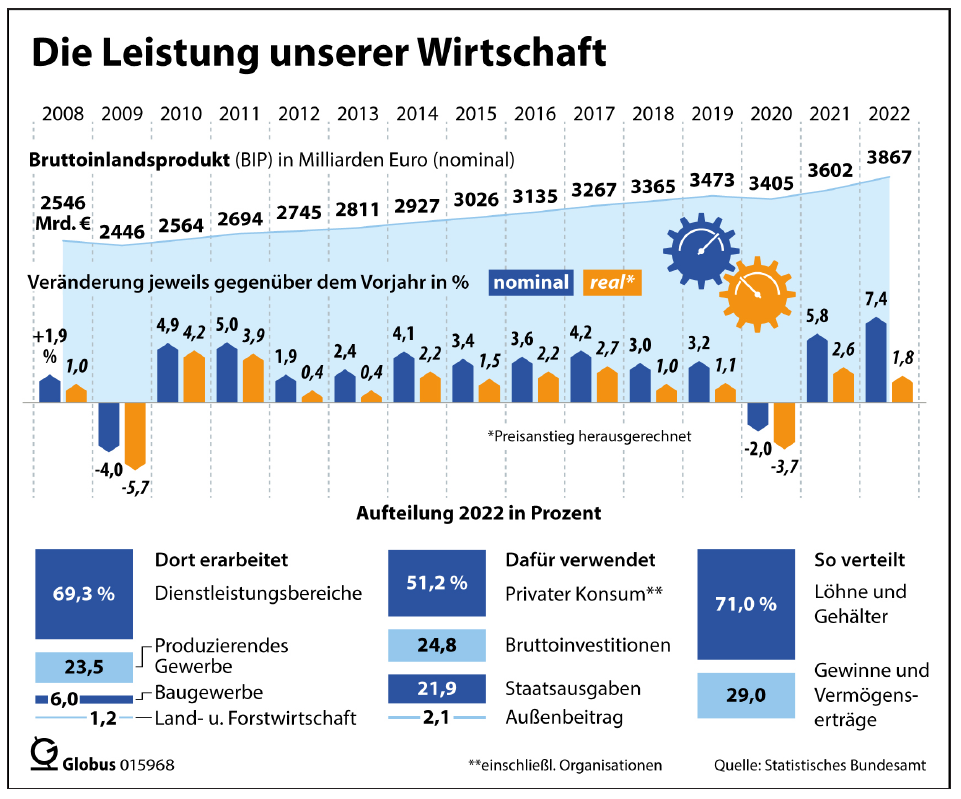 Die Leistung unserer Wirtschaft
2008 2009 2010 2011 2012 2013 2014 2015 2016 2017 2018 2019 2020 2021 2022
Bruttoinlandsprodukt (BIP) in Milliarden Euro (nominal)
2546 2446 2564 2694 2745 2811 2927 3026 3135 3267 3365 3473 3405 3602 3867
Mrd. €
Veränderung jeweils gegenüber dem Vorjahr in % nominal real*
+1,9 1,0 -4,0 -5,7 4,9 4,2 5,0 3,9 1,9 0,4 2,4 0,4 4,1 2,2 3,4 1,5 3,6 2,2 4,2 2,7 3,0 1,0 3,2 1,1 -2,0 -3,7 5,8 2,6 7,4 1,8
%
*Preisanstieg herausgerechnet
Aufteilung 2022 in Prozent
Dort erarbeitet
69,3 % Dienstleistungsbereiche
23,5 Produzierendes
Gewerbe
6,0 Baugewerbe
1,2 Land- u. Forstwirtschaft
Dafür verwendet
51,2 % Privater Konsum**
24,8 Bruttoinvestitionen
21,9 Staatsausgaben
2,1 Außenbeitrag
So verteilt
71,0 % Löhne und
Gehälter
29,0 Gewinne und
Vermögens-
erträge
Globus 015968
**einschließl. Organisationen
Quelle: Statistisches Bundesamt